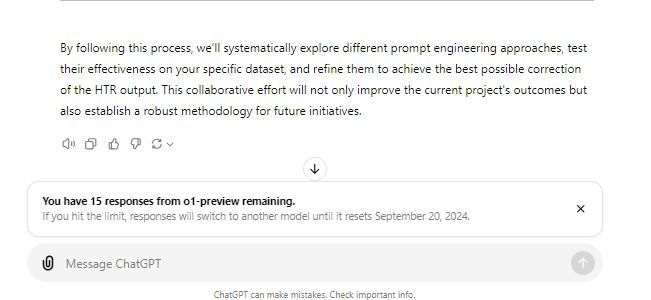 By following this process, we'll systematically explore different prompt engineering approaches, test
their effectiveness on your specific dataset, and refine them to achieve the best possible correction
of the HTR output. This collaborative effort will not only improve the current project's outcomes but
also establish a robust methodology for future initiatives.
You have 15 responses from o1-preview remaining.
If you hit the limit, responses will switch to another model until it resets September 20, 2024.
Message ChatGPT
ChatGPT can make mistakes. Check important info.